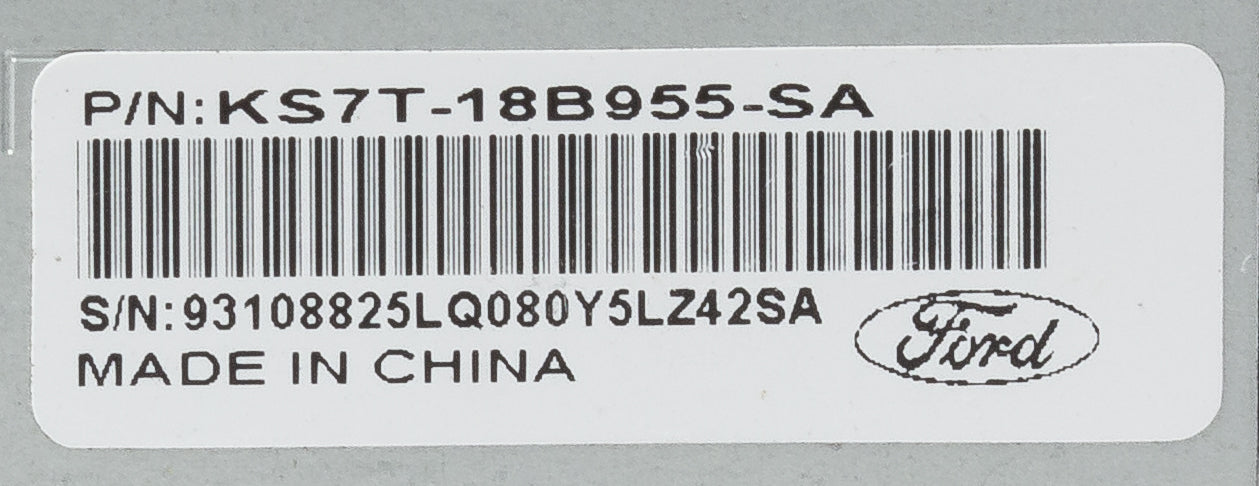 P/N:KS7T-18B955-SA
S/N:93108825LQ080Y5LZ42SA
MADE IN CHINA
Ford